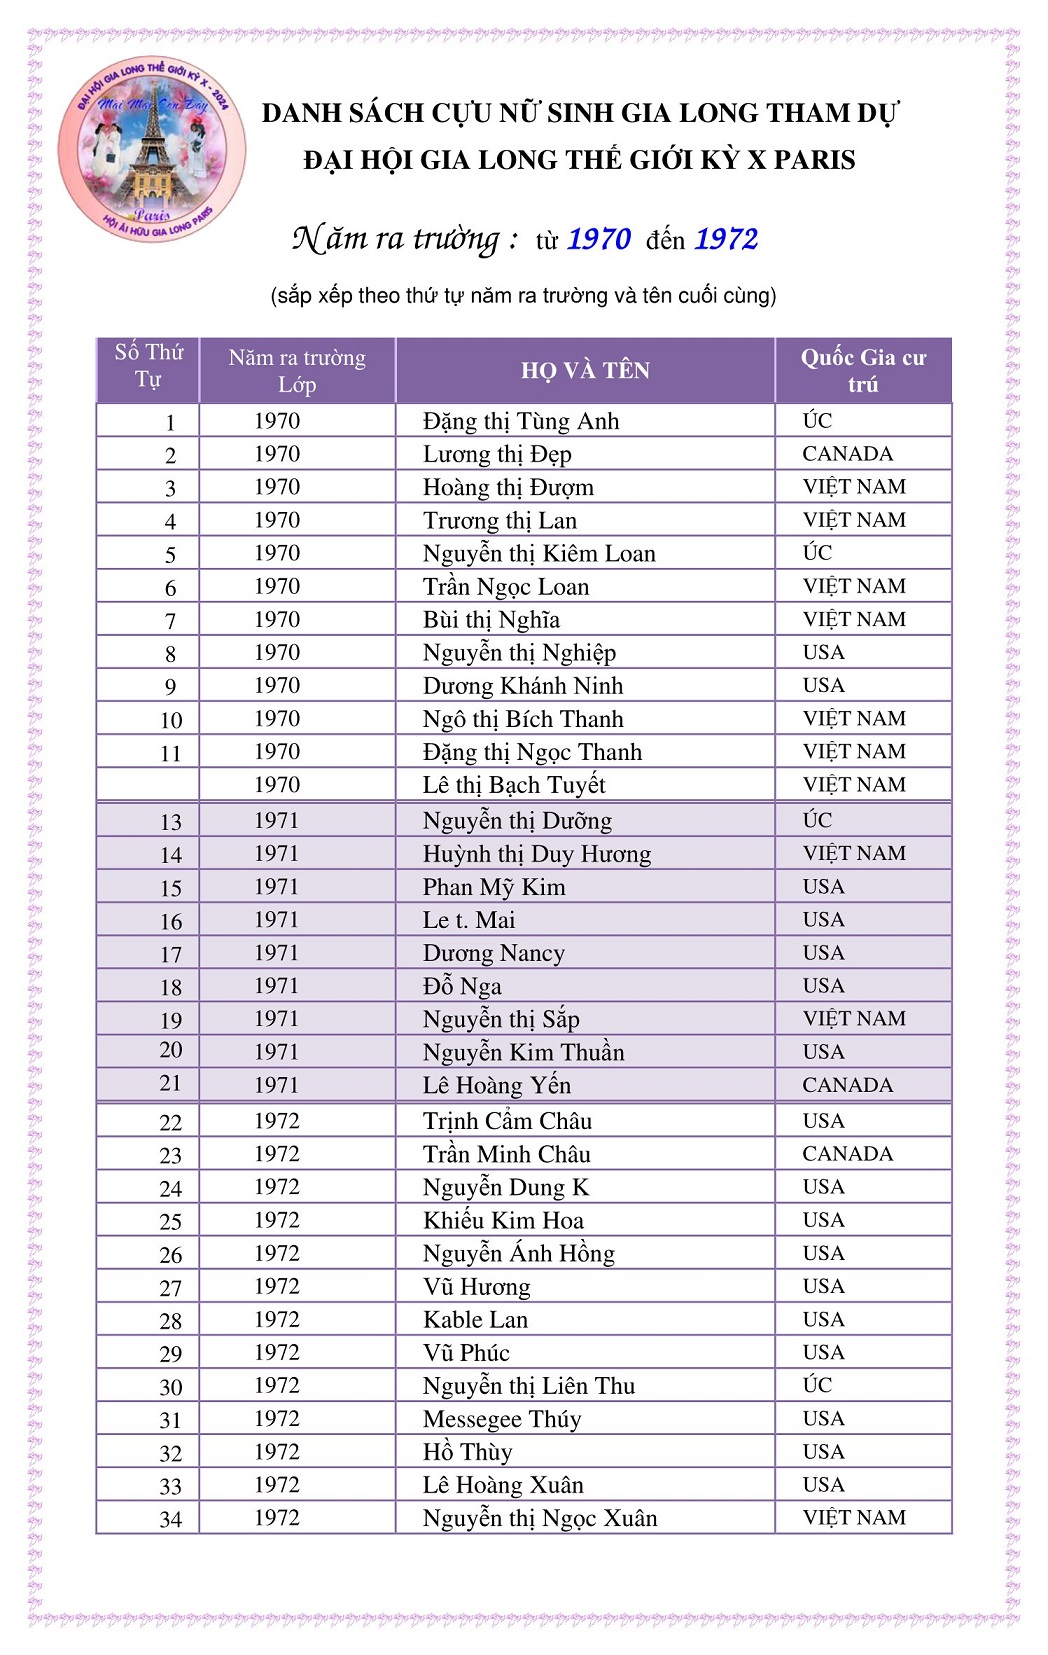 ĐẠI HỘI GIA LONG THẾ GIỚI KỲ X - 2024
Mãi Mãi Còn Đây
Paris
HỘI ÁI HỮU GIA LONG PARIS
DANH SÁCH CỰU NỮ SINH GIA LONG THAM DỰ
ĐẠI HỘI GIA LONG THẾ GIỚI KỲ X PARIS
Năm ra trường : từ 1970 đến 1972
(sắp xếp theo thứ tự năm ra trường và tên cuối cùng)
Số Thứ Tự Năm ra trường Lớp HỌ VÀ TÊN Quốc Gia cư trú
1 1970 Đặng thị Tùng Anh ÚC
2 1970 Lương thị Đẹp CANADA
3 1970 Hoàng thị Đượm VIỆT NAM
4 1970 Trương thị Lan VIỆT NAM
5 1970 Nguyễn thị Kiêm Loan ÚC
6 1970 Trần Ngọc Loan VIỆT NAM
7 1970 Bùi thị Nghĩa VIỆT NAM
8 1970 Nguyễn thị Nghiệp USA
9 1970 Dương Khánh Ninh USA
10 1970 Ngô thị Bích Thanh VIỆT NAM
11 1970 Đặng thị Ngọc Thanh VIỆT NAM
1970 Lê thị Bạch Tuyết VIỆT NAM
13 1971 Nguyễn thị Dưỡng ÚC
14 1971 Huỳnh thị Duy Hương VIỆT NAM
15 1971 Phan Mỹ Kim USA
16 1971 Le t. Mai USA
17 1971 Dương Nancy USA
18 1971 Đỗ Nga USA
19 1971 Nguyễn thị Sắp VIỆT NAM
20 1971 Nguyễn Kim Thuần USA
21 1971 Lê Hoàng Yến CANADA
22 1972 Trịnh Cẩm Châu USA
23 1972 Trần Minh Châu CANADA
24 1972 Nguyễn Dung K USA
25 1972 Khiếu Kim Hoa USA
26 1972 Nguyễn Ánh Hồng USA
27 1972 Vũ Hương USA
28 1972 Kable Lan USA
29 1972 Vũ Phúc USA
30 1972 Nguyễn thị Liên Thu ÚC
31 1972 Messegee Thúy USA
32 1972 Hồ Thùy USA
33 1972 Lê Hoàng Xuân USA
34 1972 Nguyễn thị Ngọc Xuân VIỆT NAM